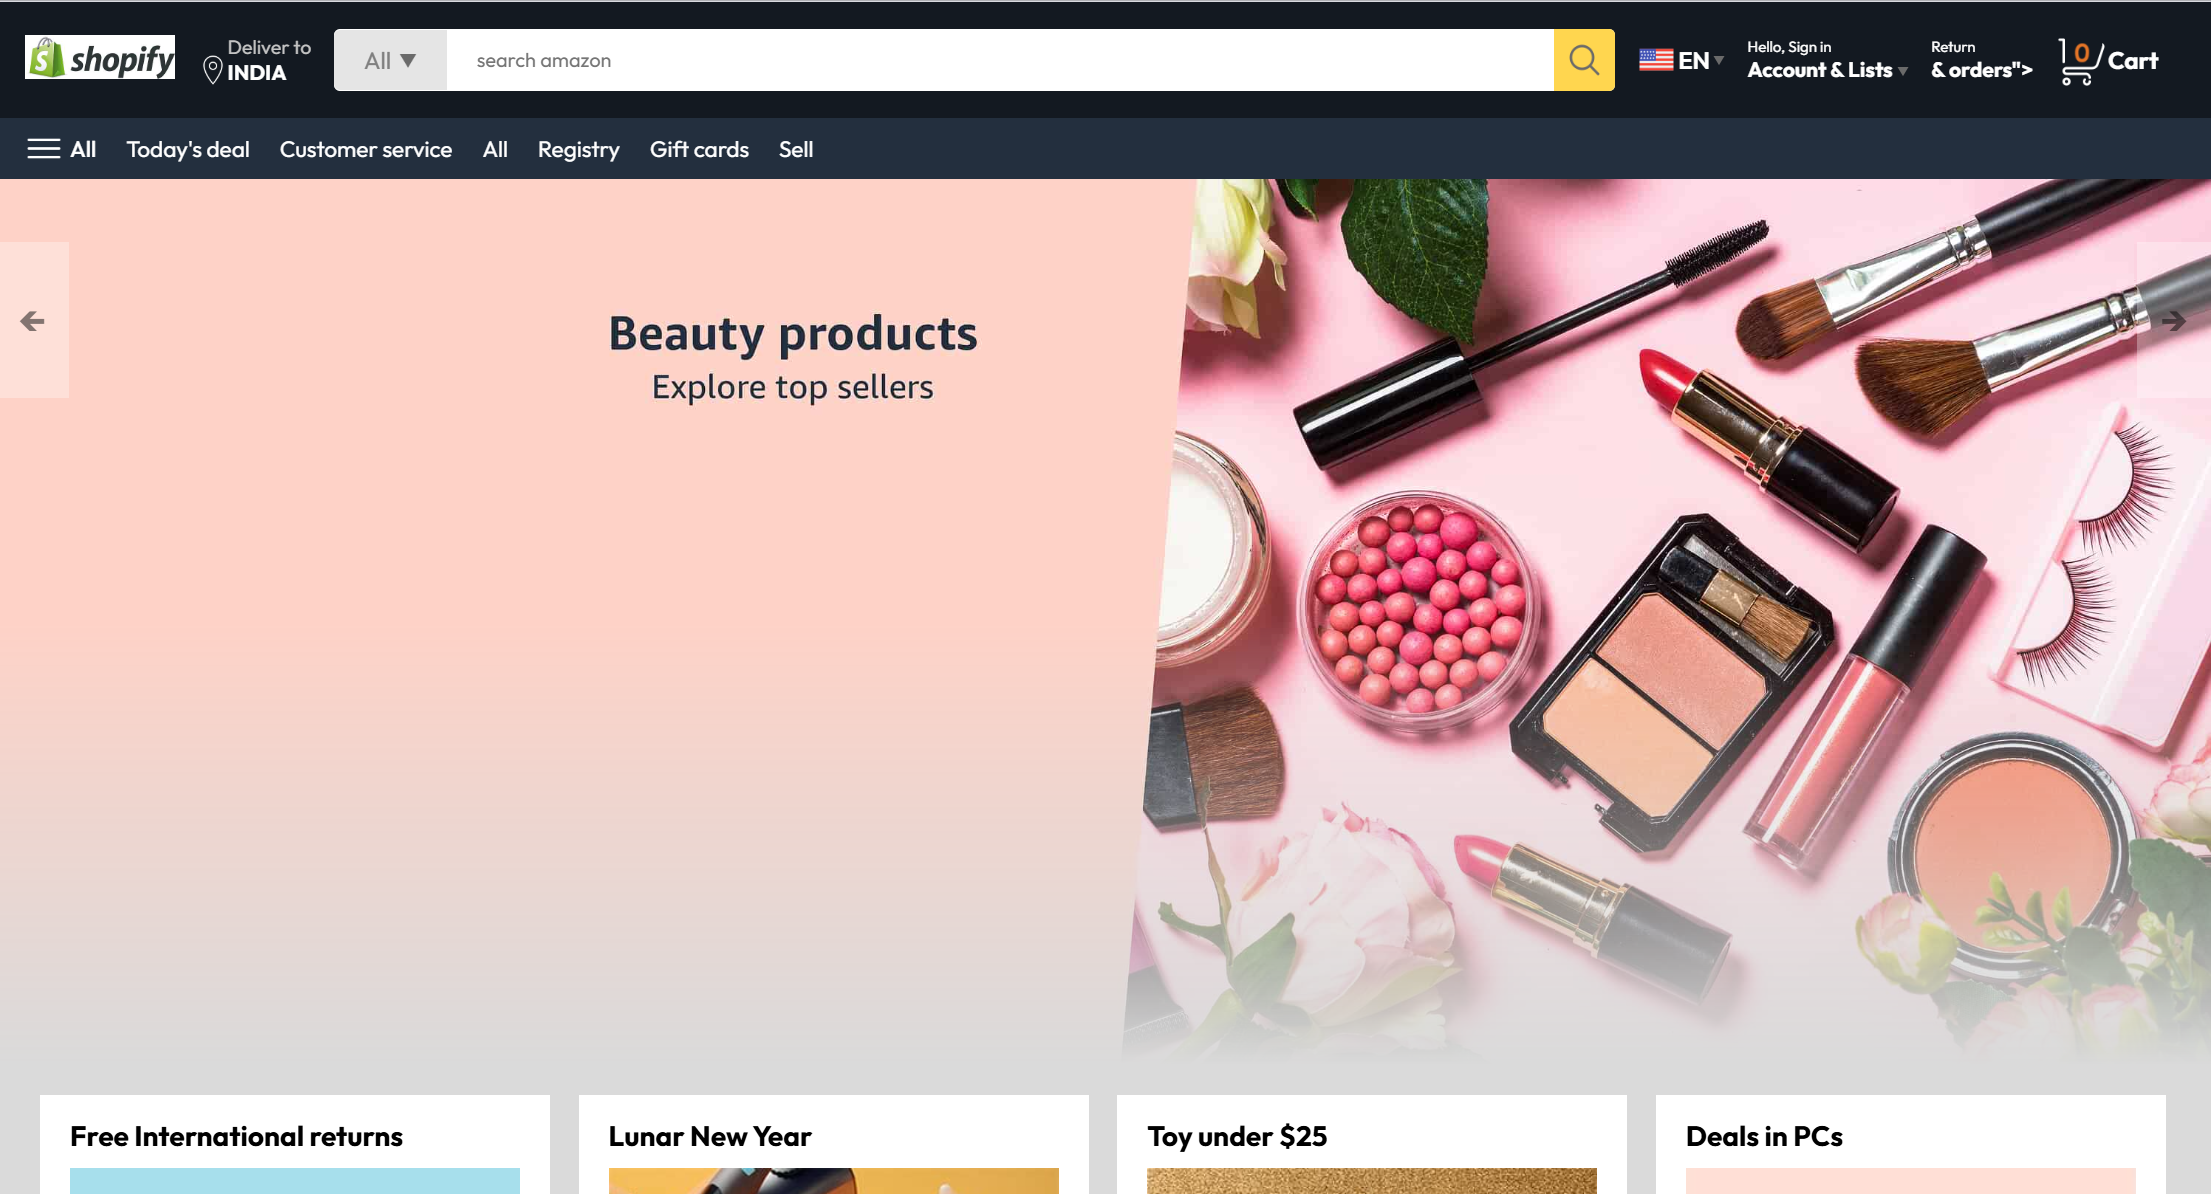 shopify
Deliver to
INDIA
All ▼
search amazon
EN
Hello, Sign in
Account & Lists
Return
& orders">
0
Cart
All
Today's deal
Customer service
All
Registry
Gift cards
Sell
Beauty products
Explore top sellers
Free International returns
Lunar New Year
Toy under $25
Deals in PCs